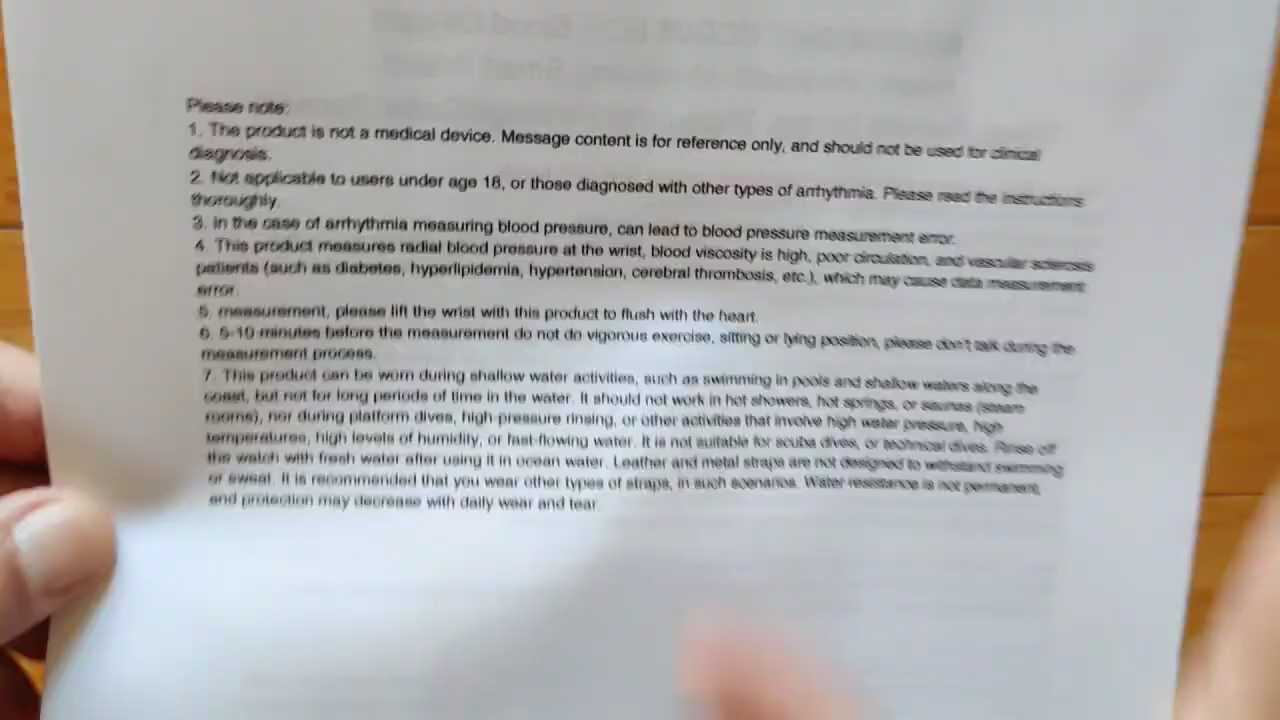 Please note:
1. The product is not a medical device. Message content is for reference only, and should not be used for clinical
diagnosis.
2. Not applicable to users under age 18, or those diagnosed with other types of arrhythmia. Please read the instructions
thoroughly.
3. In the case of arrhythmia measuring blood pressure, can lead to blood pressure measurement error.
4. This product measures radial blood pressure at the wrist, blood viscosity is high, poor circulation, and vascular sclerosis
patients (such as diabetes, hyperlipidemia, hypertension, cerebral thrombosis, etc.), which may cause data measurement
error.
5. measurement, please lift the wrist with this product to flush with the heart.
6. 5-10 minutes before the measurement do not do vigorous exercise, sitting or lying position, please don't talk during the
measurement process.
7. This product can be worn during shallow water activities, such as swimming in pools and shallow waters along the
coast, but not for long periods of time in the water. It should not work in hot showers, hot springs, or saunas (steam
rooms), nor during platform dives, high-pressure rinsing, or other activities that involve high water pressure, high
temperatures, high levels of humidity, or fast-flowing water. It is not suitable for scuba dives, or technical dives. Rinse off
the watch with fresh water after using it in ocean water. Leather and metal straps are not designed to withstand swimming
or sweat. It is recommended that you wear other types of straps, in such scenarios. Water resistance is not permanent,
and protection may decrease with daily wear and tear.